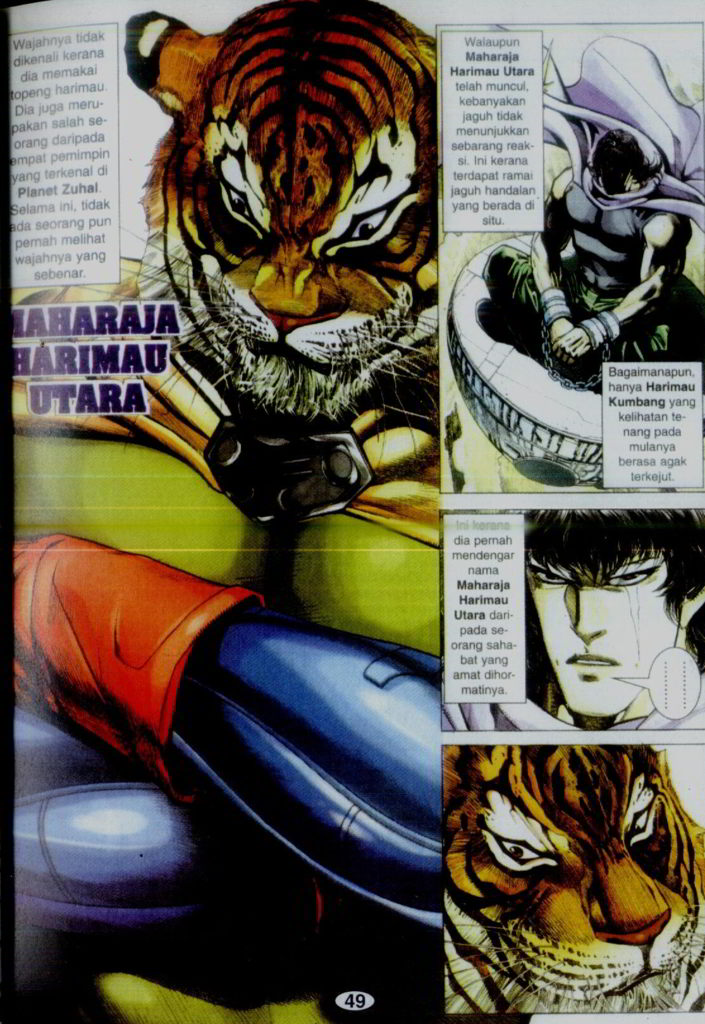 Wajahnya tidak
dikenali kerana
dia memakai
topeng harimau.
Dia juga meru-
pakan salah se-
orang daripada
empat pemimpin
yang terkenal di
Planet Zuhal.
Selama ini, tidak
ada seorang pun
pernah melihat
wajahnya yang
sebenar.
MAHARAJA
HARIMAU
UTARA
Walaupun
Maharaja
Harimau Utara
telah muncul,
kebanyakan
jaguh tidak
menunjukkan
sebarang reak-
si. Ini kerana
terdapat ramai
jaguh handalan
yang berada di
situ.
Bagaimanapun,
hanya Harimau
Kumbang yang
kelihatan te-
nang pada
mulanya
berasa agak
terkejut.
Ini kerana
dia pernah
mendengar
nama
Maharaja
Harimau
Utara dari-
pada se-
orang saha-
bat yang
amat dihor-
matinya.
49